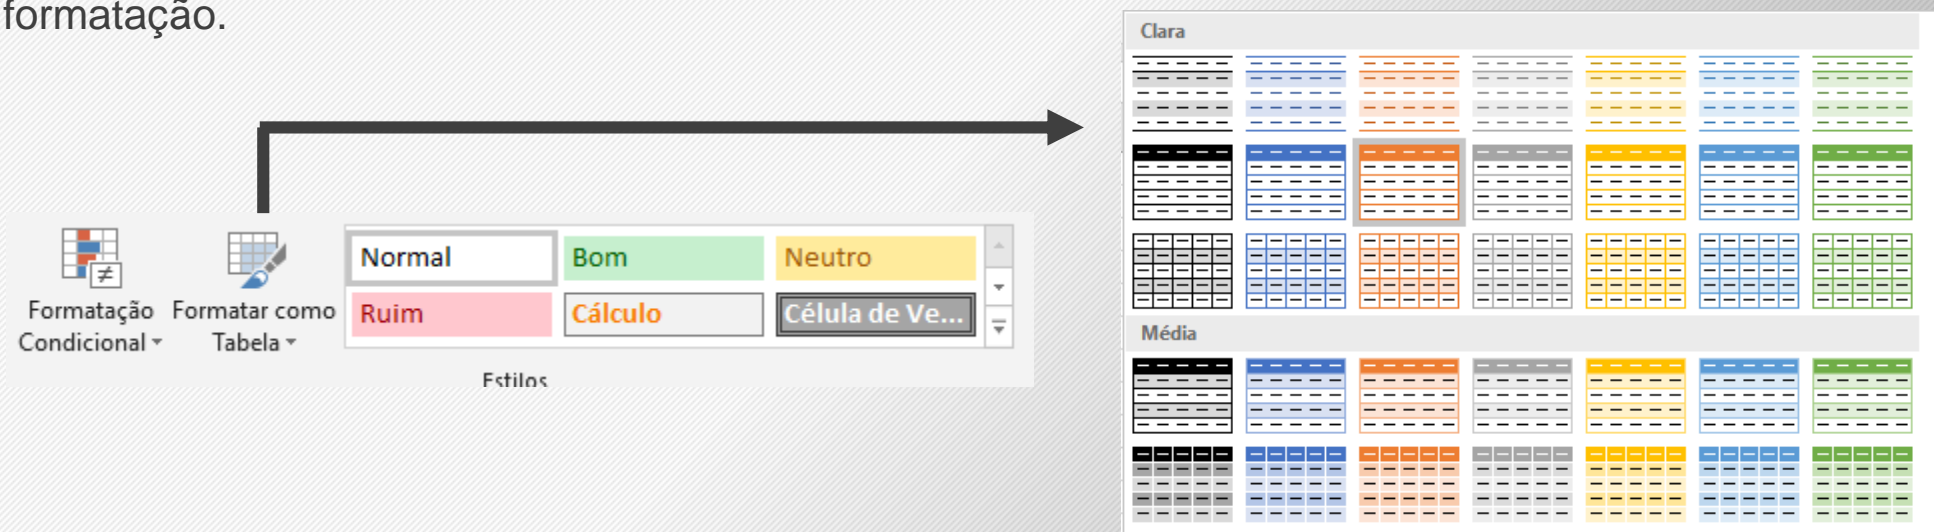 formatação.
Clara
Normal
Bom
Neutro
Formatação
Condicional
Formatar como
Tabela
Ruim
Cálculo
Célula de Ve...
Estilos
Média